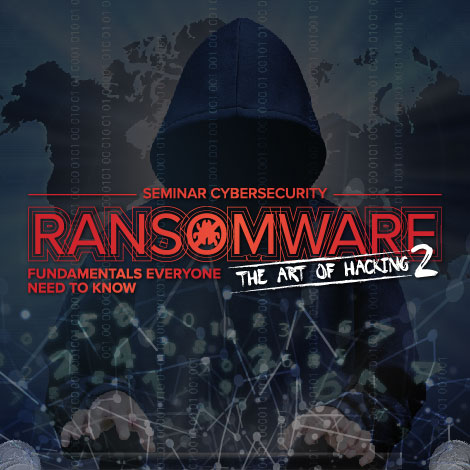 SEMINAR CYBERSECURITY
RANSOMWARE
FUNDAMENTALS EVERYONE
NEED TO KNOW
THE ART OF HACKING 2